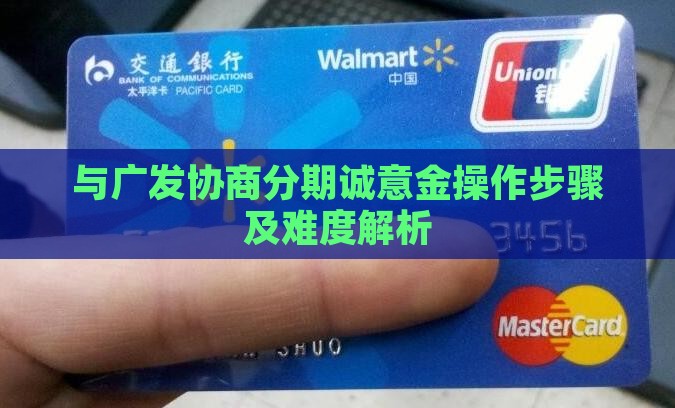 交通銀行
BANK OF COMMUNICATIONS
太平洋卡 PACIFIC CARD
Walmart
中国
UnionPay
银联
与广发协商分期诚意金操作步骤
及难度解析
3456
MasterCard
SHUO